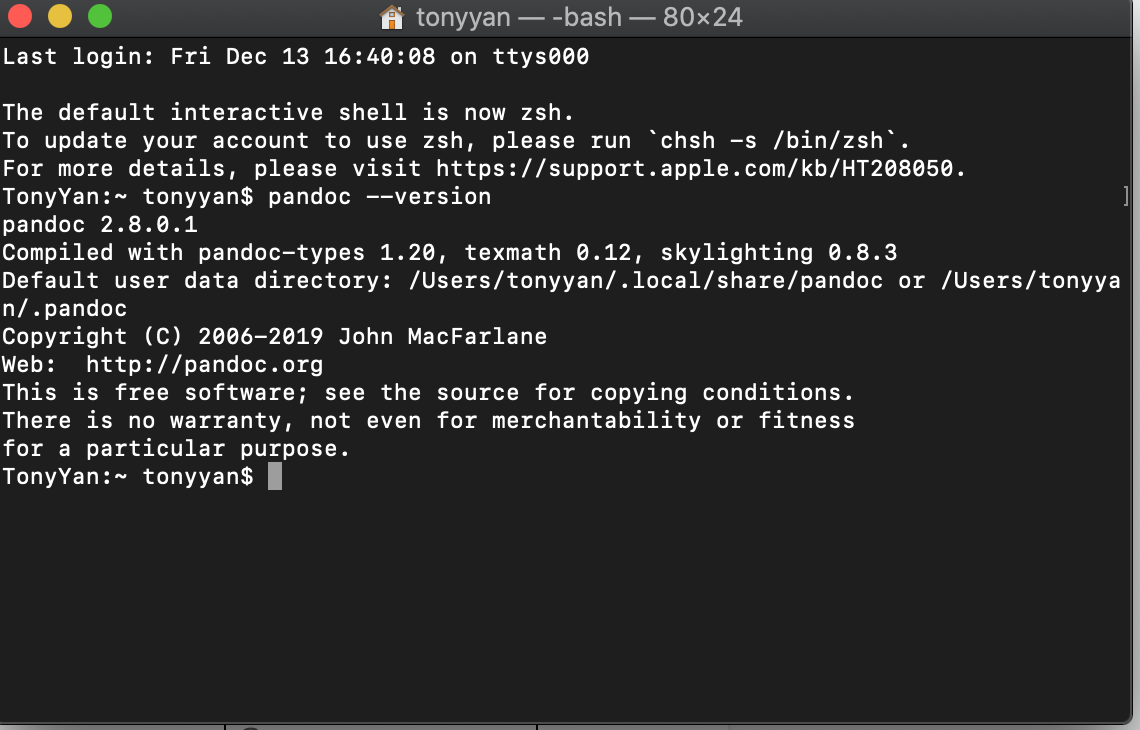 tonyyan — -bash — 80×24
Last login: Fri Dec 13 16:40:08 on ttys000
The default interactive shell is now zsh.
To update your account to use zsh, please run `chsh -s /bin/zsh`.
For more details, please visit https://support.apple.com/kb/HT208050.
TonyYan:~ tonyyan$ pandoc --version ]
pandoc 2.8.0.1
Compiled with pandoc-types 1.20, texmath 0.12, skylighting 0.8.3
Default user data directory: /Users/tonyyan/.local/share/pandoc or /Users/tonyya
n/.pandoc
Copyright (C) 2006-2019 John MacFarlane
Web:  http://pandoc.org
This is free software; see the source for copying conditions.
There is no warranty, not even for merchantability or fitness
for a particular purpose.
TonyYan:~ tonyyan$